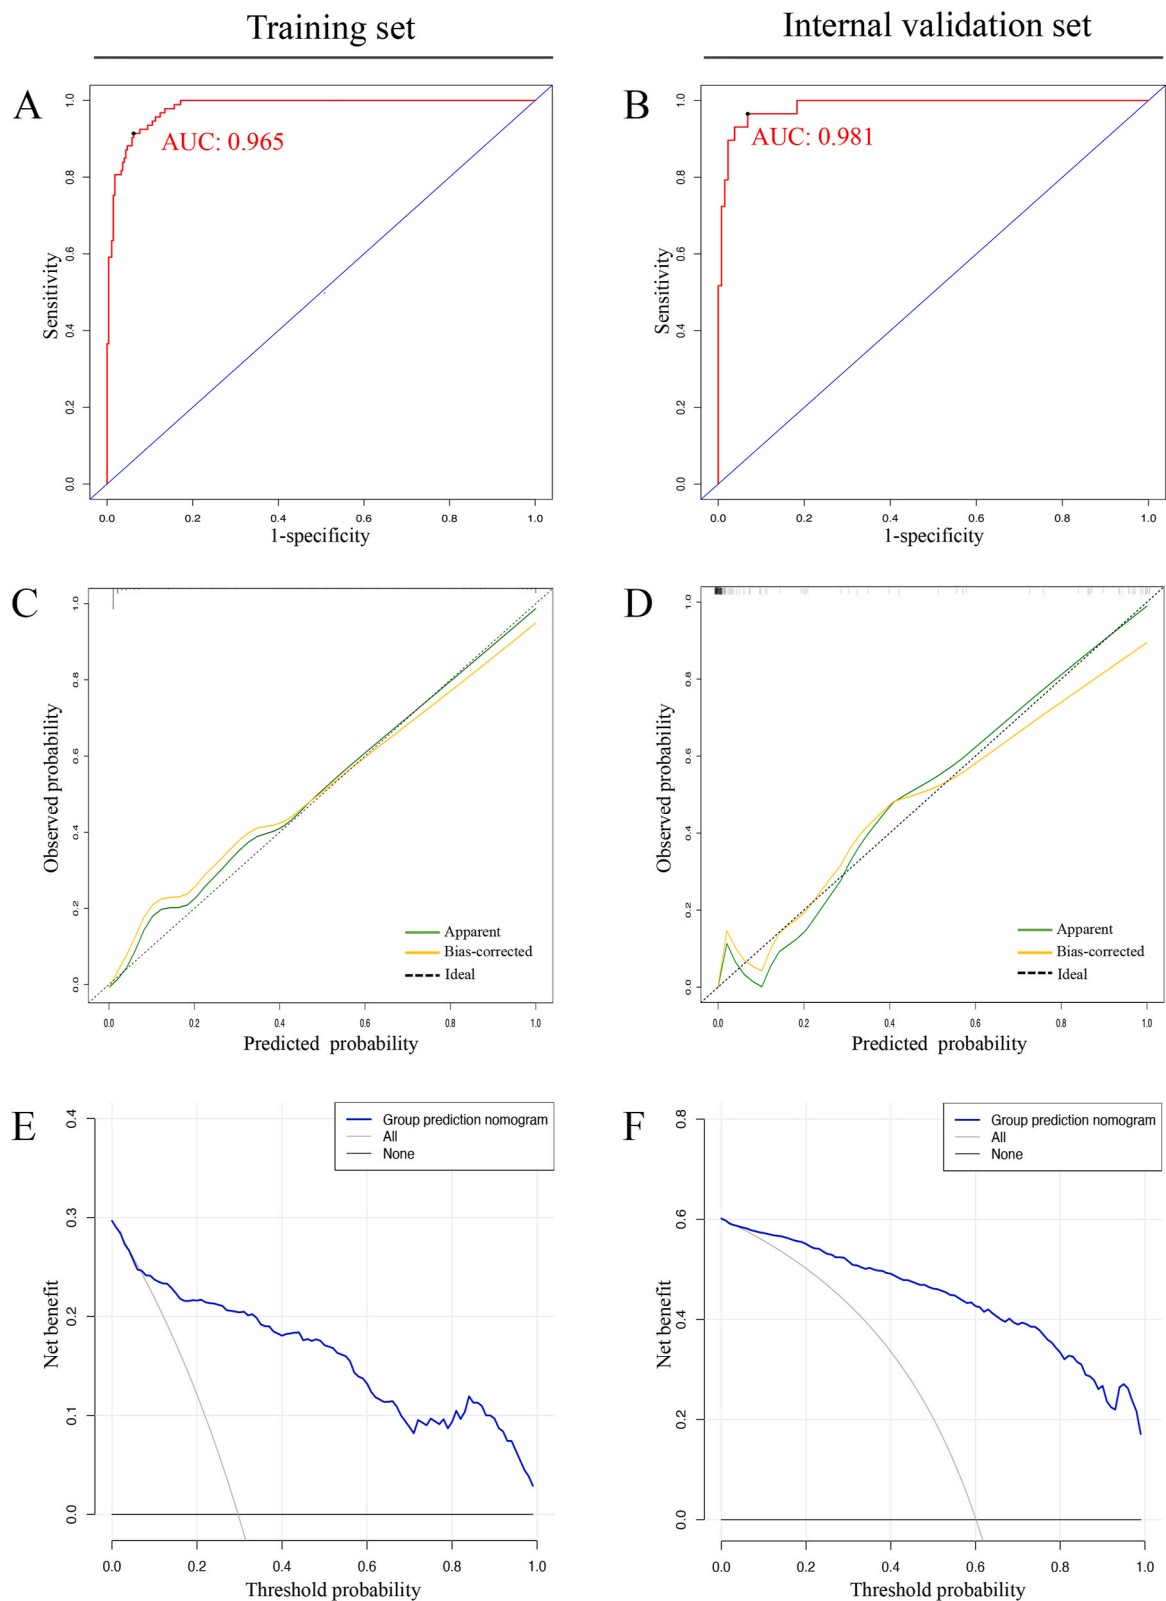 Training set
Internal validation set
A
1.0
0.8
0.6
0.4
0.2
0.0
Sensitivity
AUC: 0.965
0.0 0.2 0.4 0.6 0.8 1.0
1-specificity
B
1.0
0.8
0.6
0.4
0.2
0.0
Sensitivity
AUC: 0.981
0.0 0.2 0.4 0.6 0.8 1.0
1-specificity
C
1.0
0.8
0.6
0.4
0.2
0.0
Observed probability
Apparent
Bias-corrected
Ideal
0.0 0.2 0.4 0.6 0.8 1.0
Predicted probability
D
1.0
0.8
0.6
0.4
0.2
0.0
Observed probability
Apparent
Bias-corrected
Ideal
0.0 0.2 0.4 0.6 0.8 1.0
Predicted probability
E
0.4
0.3
0.2
0.1
0.0
Net benefit
Group prediction nomogram
All
None
0.0 0.2 0.4 0.6 0.8 1.0
Threshold probability
F
0.8
0.6
0.4
0.2
0.0
Net benefit
Group prediction nomogram
All
None
0.0 0.2 0.4 0.6 0.8 1.0
Threshold probability